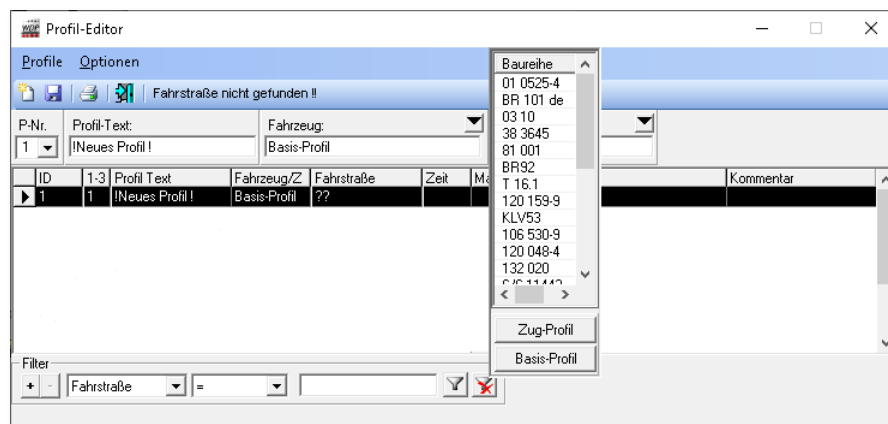 WDP Profil-Editor
Profile Optionen
Fahrstraße nicht gefunden !!
P-Nr. Profil-Text: Fahrzeug:
1 !Neues Profil ! Basis-Profil
ID 1-3 Profil Text Fahrzeug/Z Fahrstraße Zeit Ma Kommentar
1 1 !Neues Profil ! Basis-Profil ??
Baureihe
01 0525-4
BR 101 de
03 10
38 3645
81 001
BR92
T 16.1
120 159-9
KLV53
106 530-9
120 048-4
132 020
Zug-Profil
Basis-Profil
Filter
+ - Fahrstraße =